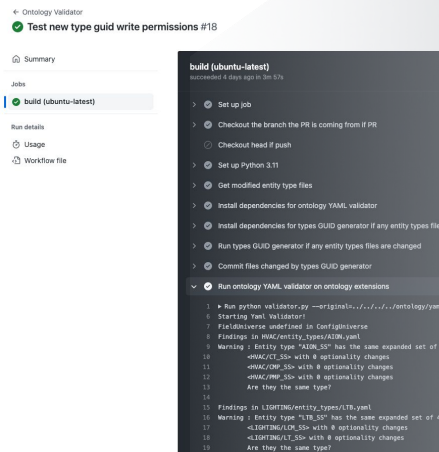 ← Ontology Validator
Test new type guid write permissions #18
Summary
Jobs
build (ubuntu-latest)
Run details
Usage
Workflow file
build (ubuntu-latest)
succeeded 4 days ago in 3m 57s
Set up job
Checkout the branch the PR is coming from if PR
Checkout head if push
Set up Python 3.11
Get modified entity type files
Install dependencies for ontology YAML validator
Install dependencies for types GUID generator if any entity types file
Run types GUID generator if any entity types files are changed
Commit files changed by types GUID generator
Run ontology YAML validator on ontology extensions
▶ Run python validator.py --original=../../../../ontology/yam
6 Starting Yaml Validator!
7 FieldUniverse undefined in ConfigUniverse
8 Findings in HVAC/entity_types/AION.yaml
9 Warning : Entity type "AION_SS" has the same expanded set of
10 <HVAC/CT_SS> with 0 optionality changes
11 <HVAC/CMP_SS> with 0 optionality changes
12 <HVAC/PMP_SS> with 0 optionality changes
13 Are they the same type?
14
15 Findings in LIGHTING/entity_types/LTB.yaml
16 Warning : Entity type "LTB_SS" has the same expanded set of
17 <LIGHTING/LCM_SS> with 0 optionality changes
18 <LIGHTING/LT_SS> with 0 optionality changes
19 Are they the same type?